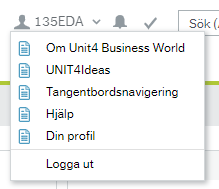 135EDA
Sök (
Om Unit4 Business World
UNIT4Ideas
Tangentbordsnavigering
Hjälp
Din profil
Logga ut